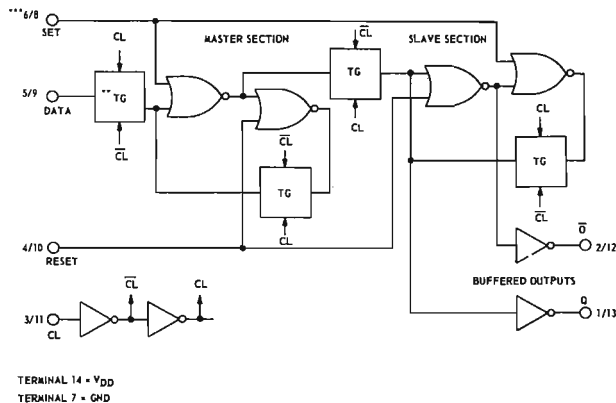 *** 6/8
SET
CL
MASTER SECTION
CL
SLAVE SECTION
5/9
DATA
** TG
TG
CL
CL
CL
CL
TG
TG
CL
CL
4/10
RESET
Q
2/12
CL
CL
BUFFERED OUTPUTS
3/11
CL
Q
1/13
TERMINAL 14 = VDD
TERMINAL 7 = GND